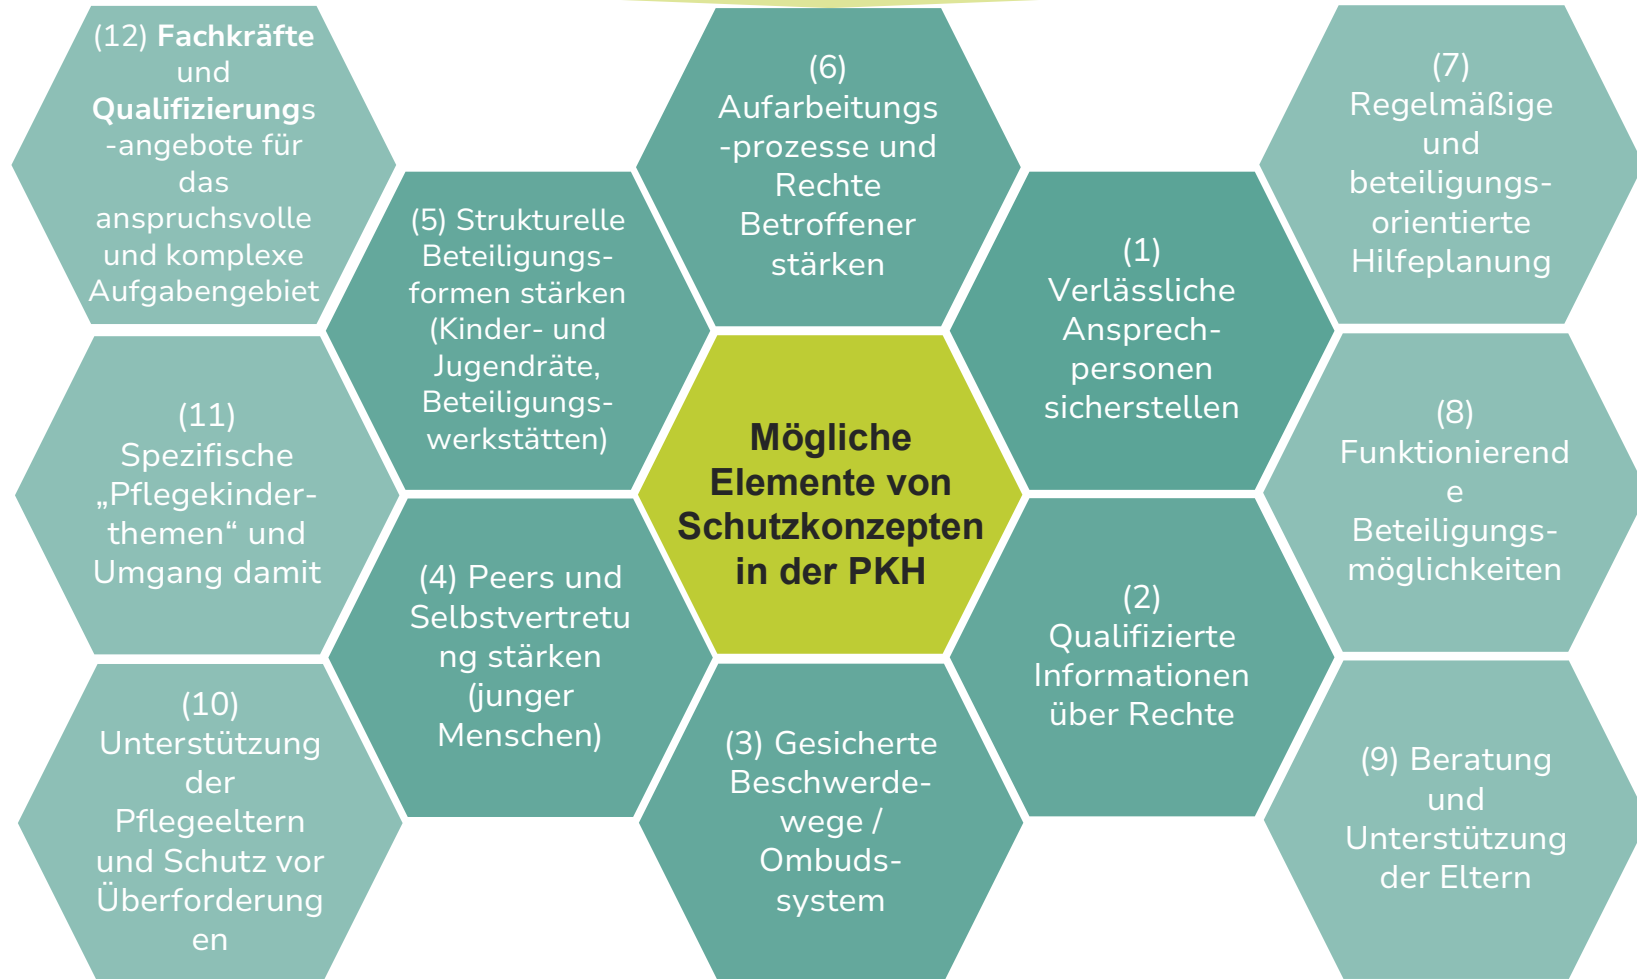 (12) Fachkräfte
und
Qualifizierungs
-angebote für
das
anspruchsvolle
und komplexe
Aufgabengebiet
(6)
Aufarbeitungs
-prozesse und
Rechte
Betroffener
stärken
(7)
Regelmäßige
und
beteiligungs-
orientierte
Hilfeplanung
(5) Strukturelle
Beteiligungs-
formen stärken
(Kinder- und
Jugendräte,
Beteiligungs-
werkstätten)
(1)
Verlässliche
Ansprech-
personen
sicherstellen
(11)
Spezifische
„Pflegekinder-
themen“ und
Umgang damit
Mögliche
Elemente von
Schutzkonzepten
in der PKH
(8)
Funktionierend
e
Beteiligungs-
möglichkeiten
(4) Peers und
Selbstvertretu
ng stärken
(junger
Menschen)
(2)
Qualifizierte
Informationen
über Rechte
(10)
Unterstützung
der
Pflegeeltern
und Schutz vor
Überforderung
en
(3) Gesicherte
Beschwerde-
wege /
Ombuds-
system
(9) Beratung
und
Unterstützung
der Eltern